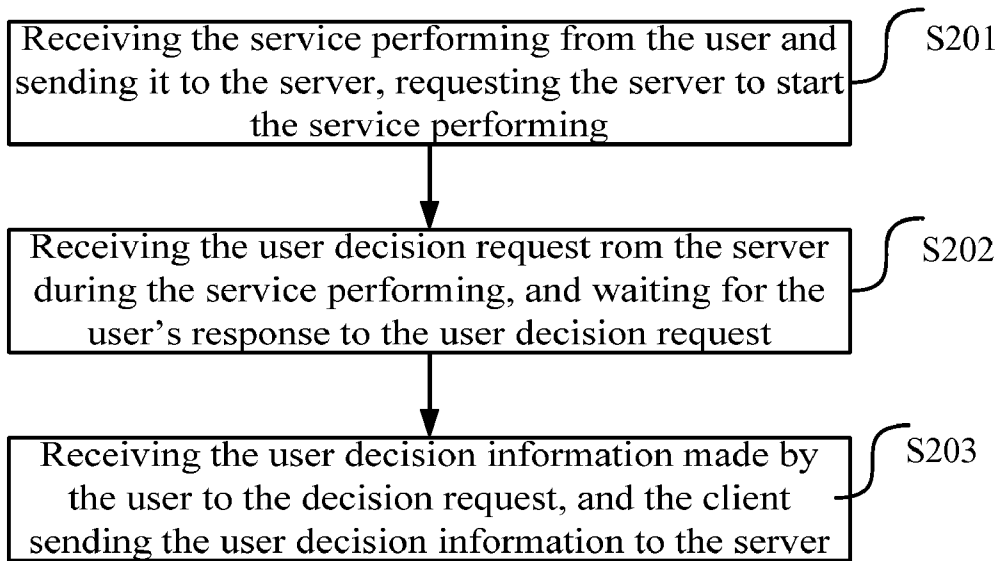 Receiving the service performing from the user and
sending it to the server, requesting the server to start
the service performing
S201
Receiving the user decision request rom the server
during the service performing, and waiting for the
user’s response to the user decision request
S202
Receiving the user decision information made by
the user to the decision request, and the client
sending the user decision information to the server
S203